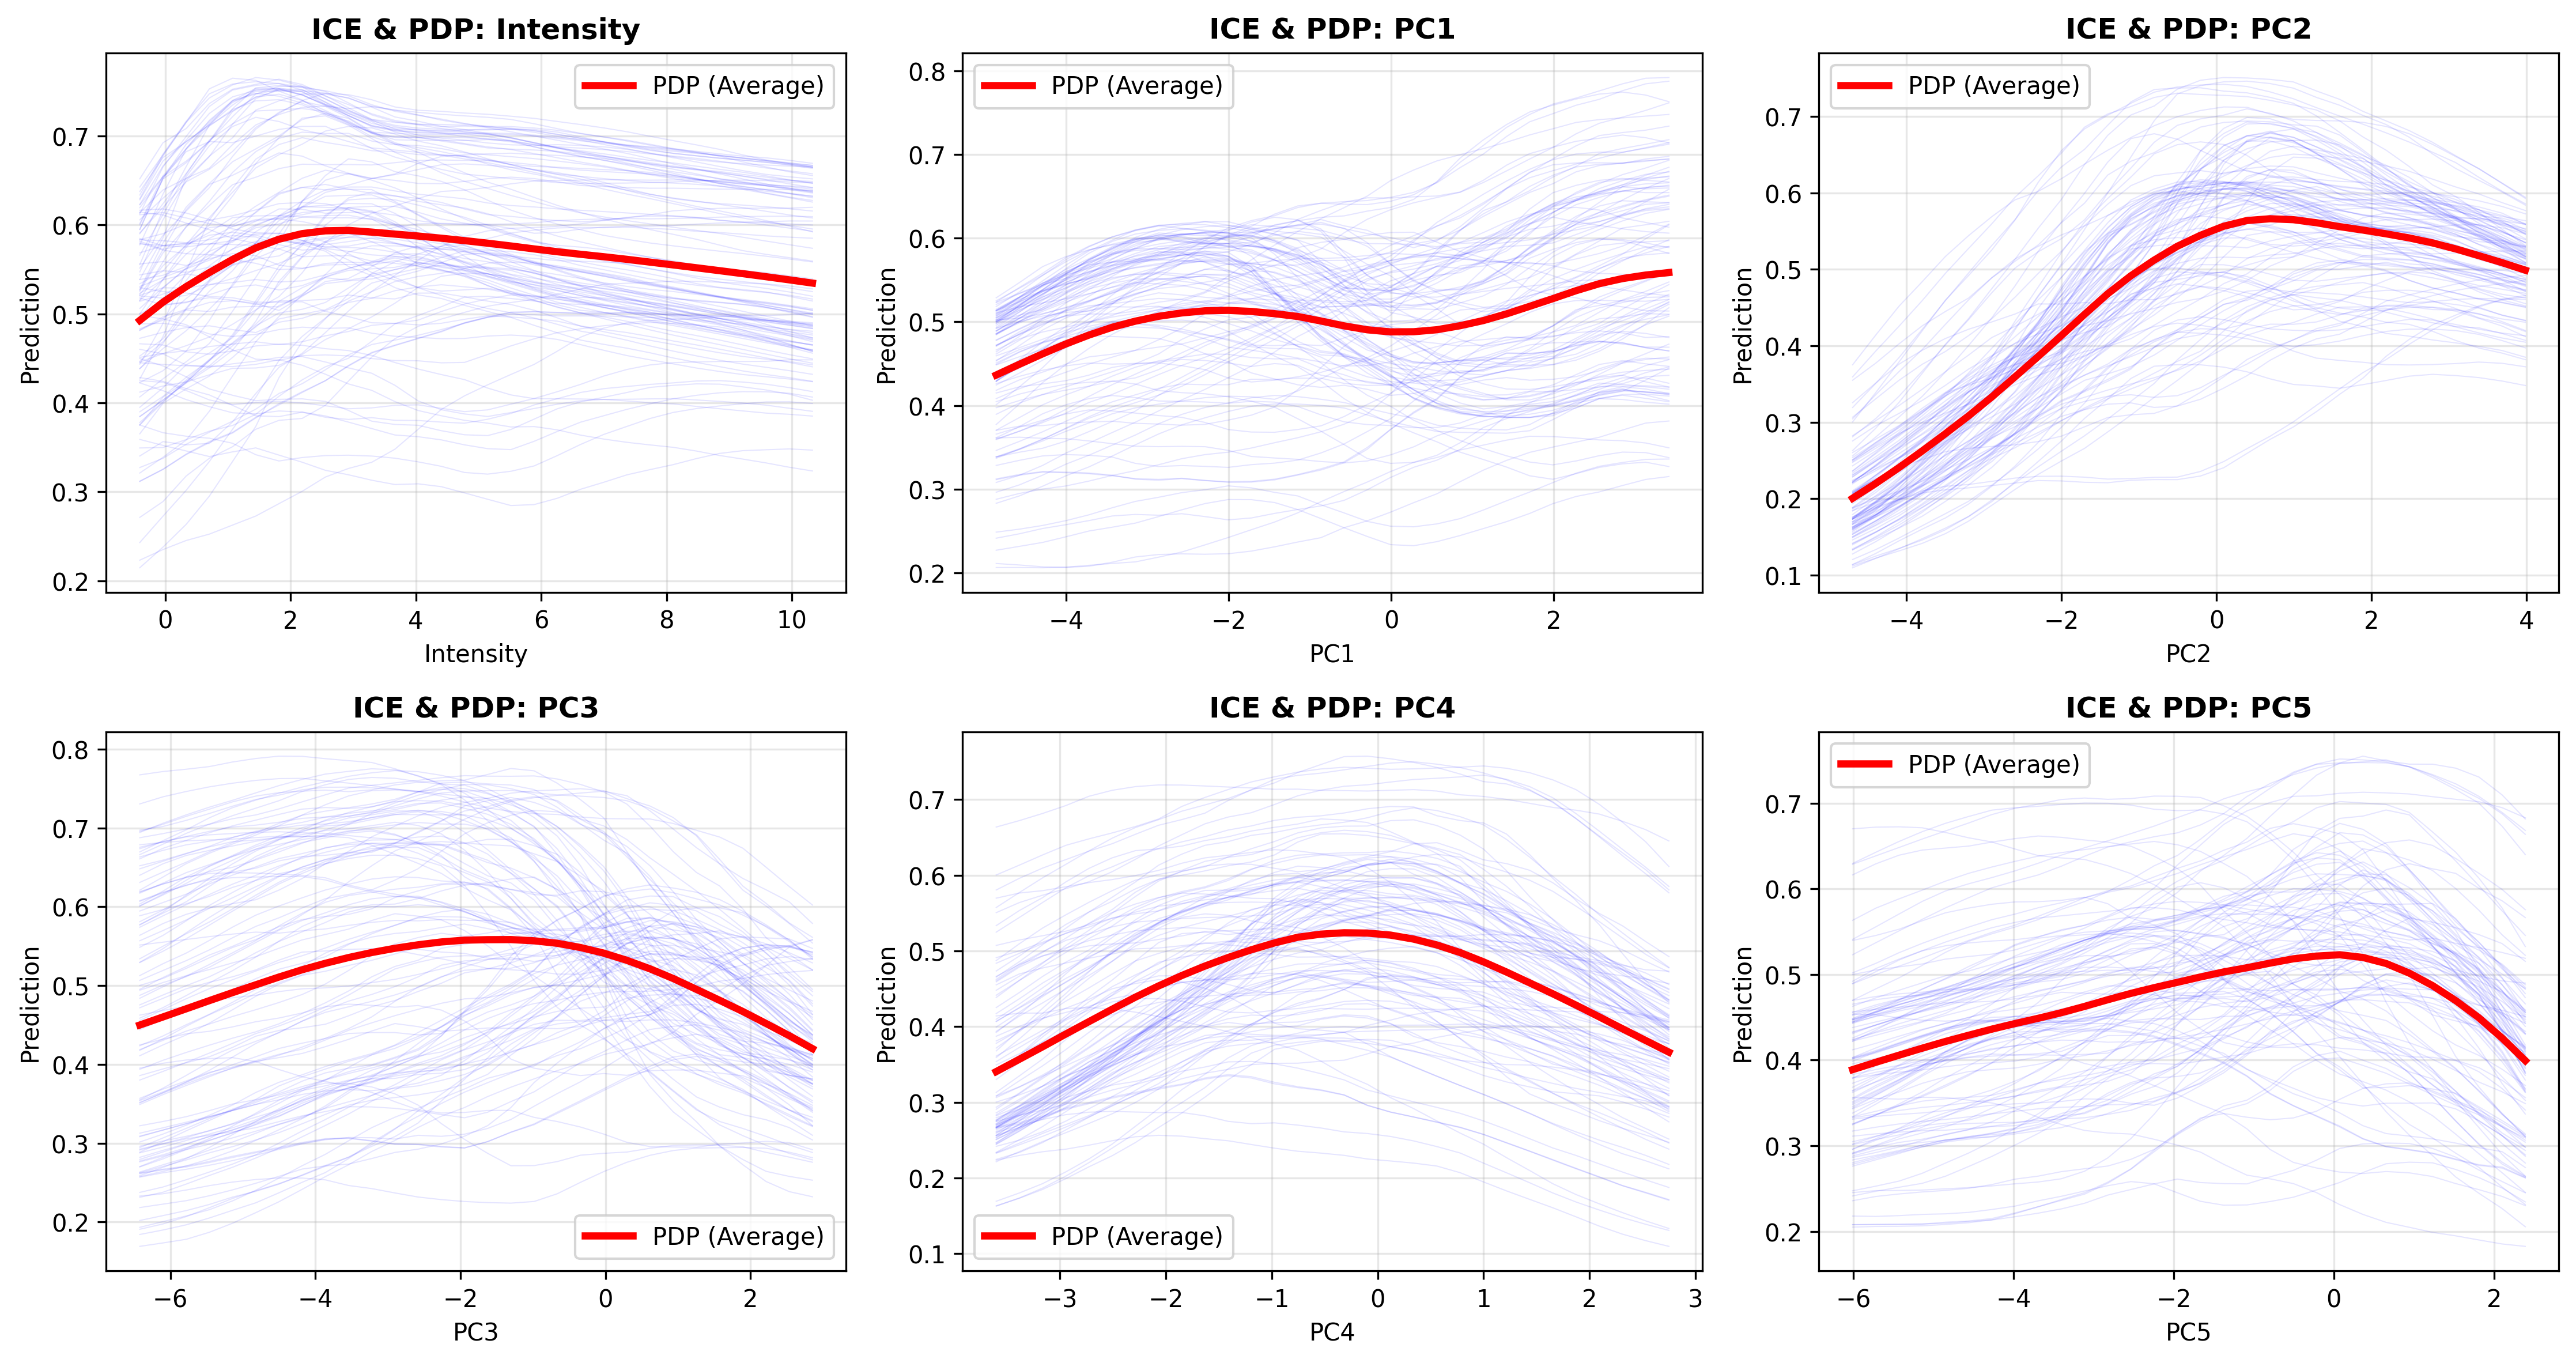 ICE & PDP: Intensity
PDP (Average)
0.7
0.6
0.5
0.4
0.3
0.2
Prediction
0 2 4 6 8 10
Intensity
ICE & PDP: PC1
PDP (Average)
0.8
0.7
0.6
0.5
0.4
0.3
0.2
Prediction
−4 −2 0 2
PC1
ICE & PDP: PC2
PDP (Average)
0.7
0.6
0.5
0.4
0.3
0.2
0.1
Prediction
−4 −2 0 2 4
PC2
ICE & PDP: PC3
0.8
0.7
0.6
0.5
0.4
0.3
0.2
Prediction
PDP (Average)
−6 −4 −2 0 2
PC3
ICE & PDP: PC4
0.7
0.6
0.5
0.4
0.3
0.2
0.1
Prediction
PDP (Average)
−3 −2 −1 0 1 2 3
PC4
ICE & PDP: PC5
PDP (Average)
0.7
0.6
0.5
0.4
0.3
0.2
Prediction
−6 −4 −2 0 2
PC5